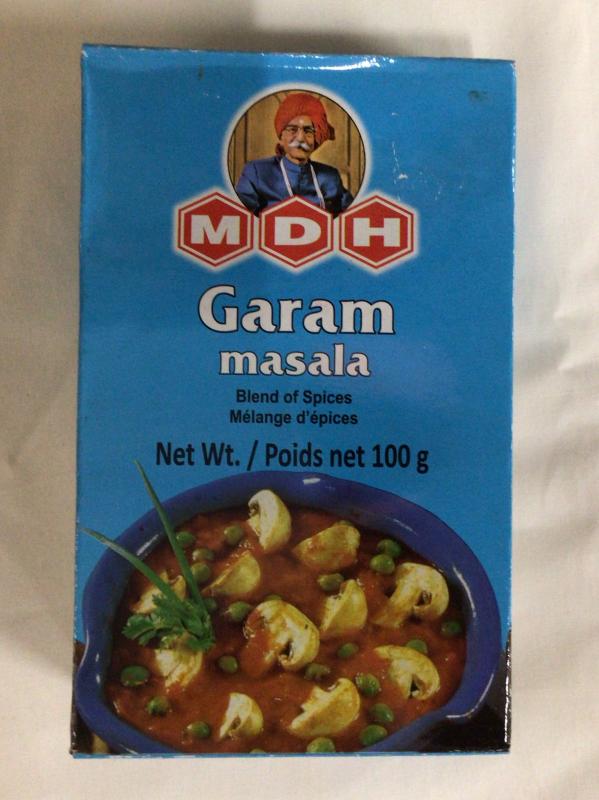 MDH
Garam
masala
Blend of Spices
Mélange d'épices
Net Wt. / Poids net 100 g